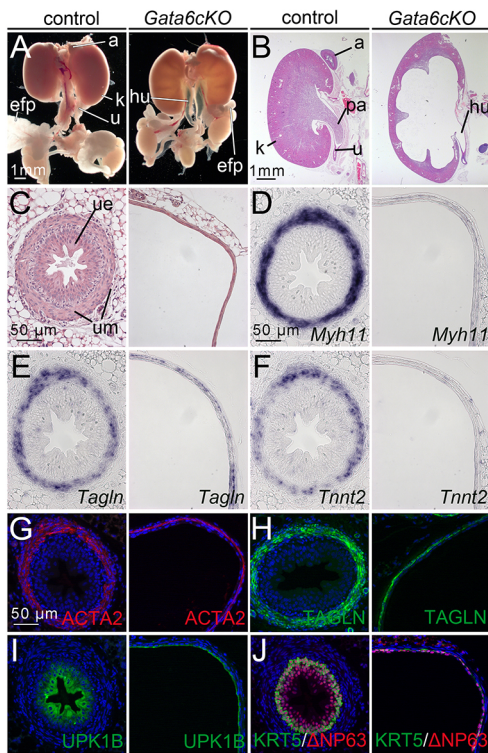 control Gata6cKO control Gata6cKO
A a k u efp 1mm
hu efp
B a pa k u 1mm
hu
C ue um 50 µm
D Myh11 50 µm
Myh11
E Tagln
Tagln
F Tnnt2
Tnnt2
G ACTA2 50 µm
ACTA2
H TAGLN
TAGLN
I UPK1B
UPK1B
J KRT5/ΔNP63
KRT5/ΔNP63